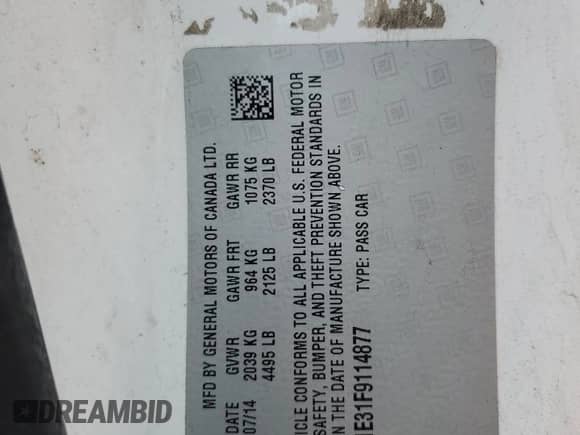 MFD BY GENERAL MOTORS OF CANADA LTD.
DATE GVWR GAWR FRT GAWR RR
07/14 2039 KG 964 KG 1075 KG
4495 LB 2125 LB 2370 LB
ICLE CONFORMS TO ALL APPLICABLE U.S. FEDERAL MOTOR
SAFETY, BUMPER, AND THEFT PREVENTION STANDARDS IN
N THE DATE OF MANUFACTURE SHOWN ABOVE.
E31F9114877 TYPE: PASS CAR
DREAMBID